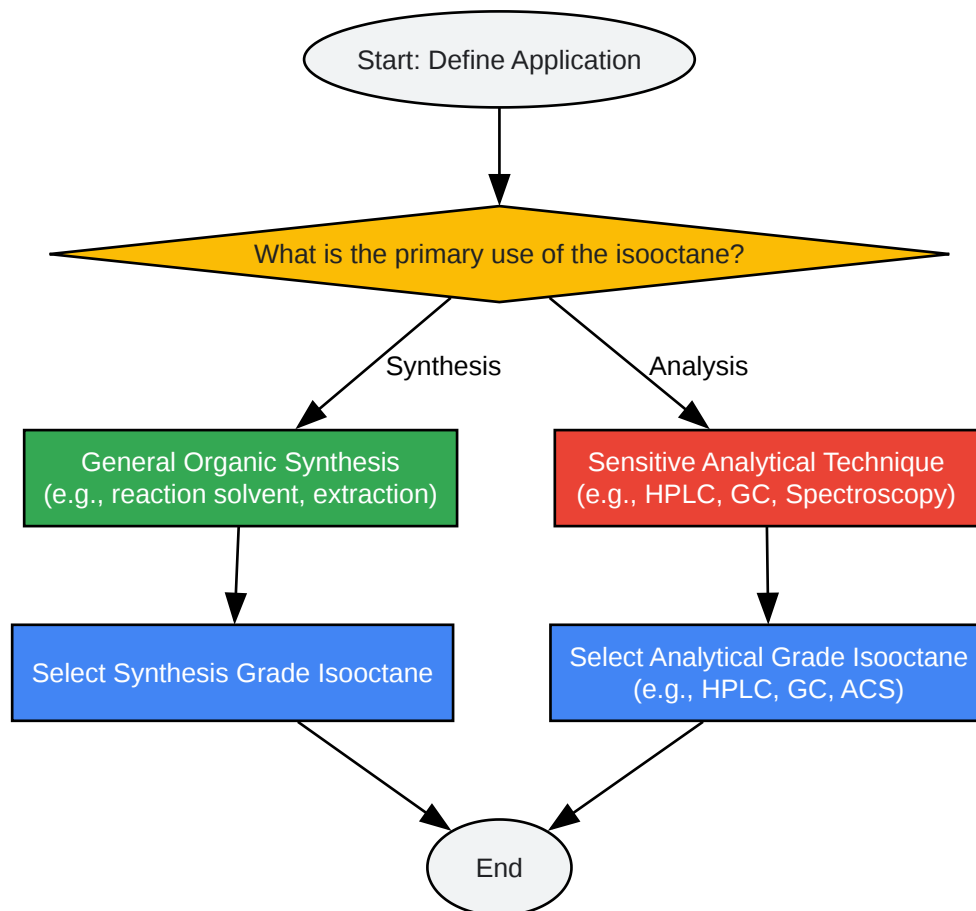 Start: Define Application
What is the primary use of the isooctane?
Synthesis
Analysis
General Organic Synthesis
(e.g., reaction solvent, extraction)
Sensitive Analytical Technique
(e.g., HPLC, GC, Spectroscopy)
Select Synthesis Grade Isooctane
Select Analytical Grade Isooctane
(e.g., HPLC, GC, ACS)
End